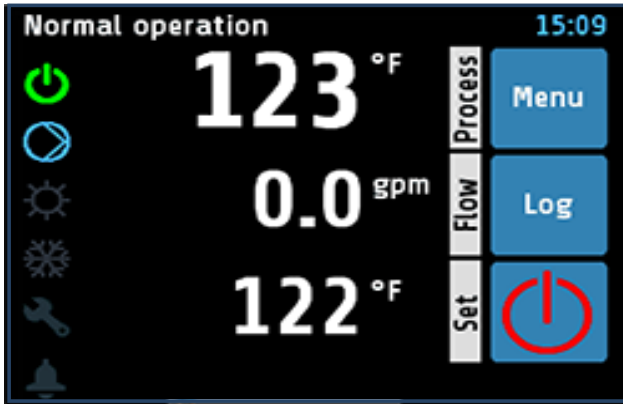 Normal operation 15:09
123 °F Process Menu
0.0 gpm Flow Log
122 °F Set